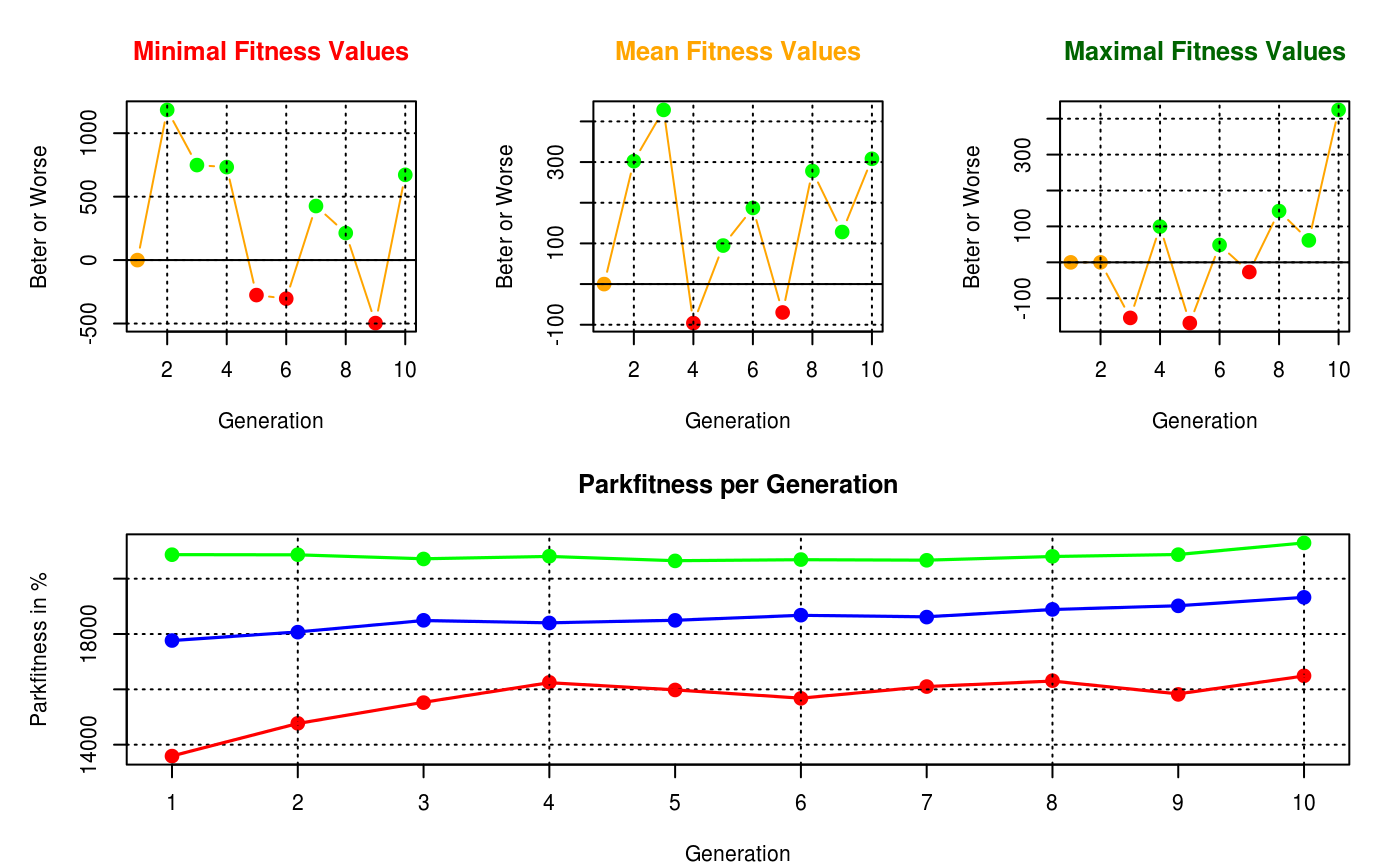 Minimal Fitness Values
Beter or Worse
-500 0 500 1000
2 4 6 8 10
Generation
Mean Fitness Values
Beter or Worse
-100 100 300
2 4 6 8 10
Generation
Maximal Fitness Values
Beter or Worse
-100 100 300
2 4 6 8 10
Generation
Parkfitness per Generation
Parkfitness in %
14000 18000
1 2 3 4 5 6 7 8 9 10
Generation